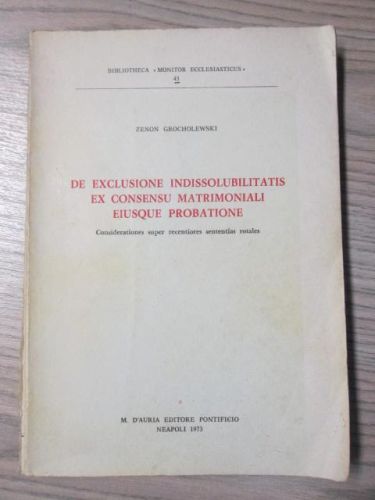 BIBLIOTHECA «MONITOR ECCLESIASTICUS»
43
ZENON GROCHOLEWSKI
DE EXCLUSIONE INDISSOLUBILITATIS
EX CONSENSU MATRIMONIALI
EIUSQUE PROBATIONE
Considerationes super recentiores sententias rotales
M. D'AURIA EDITORE PONTIFICIO
NEAPOLI 1973